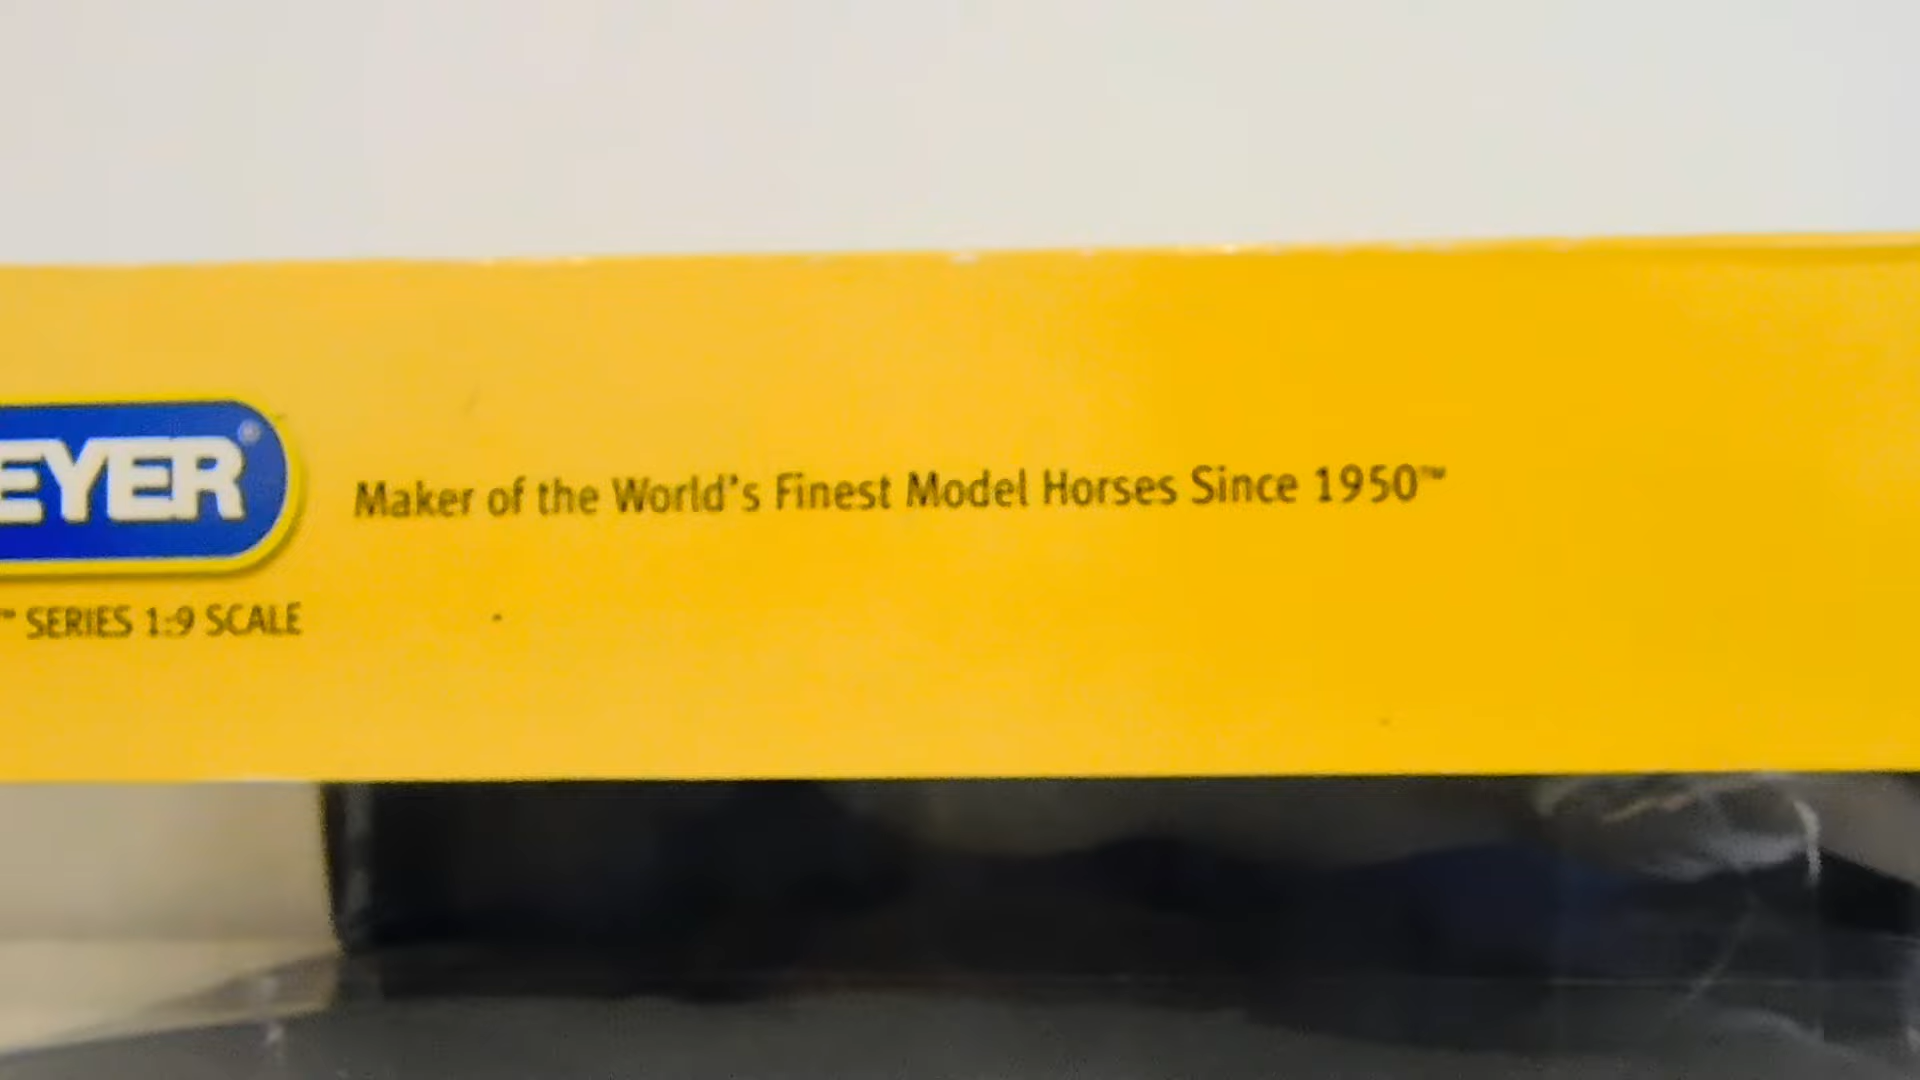 EYER®
Maker of the World's Finest Model Horses Since 1950™
™ SERIES 1:9 SCALE